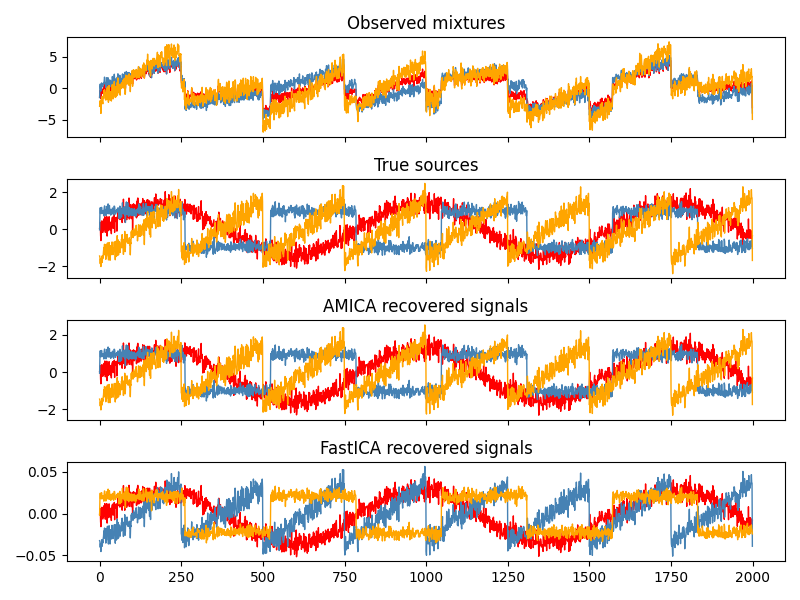 Observed mixtures
5
0
−5
True sources
2
0
−2
AMICA recovered signals
2
0
−2
FastICA recovered signals
0.05
0.00
−0.05
0 250 500 750 1000 1250 1500 1750 2000